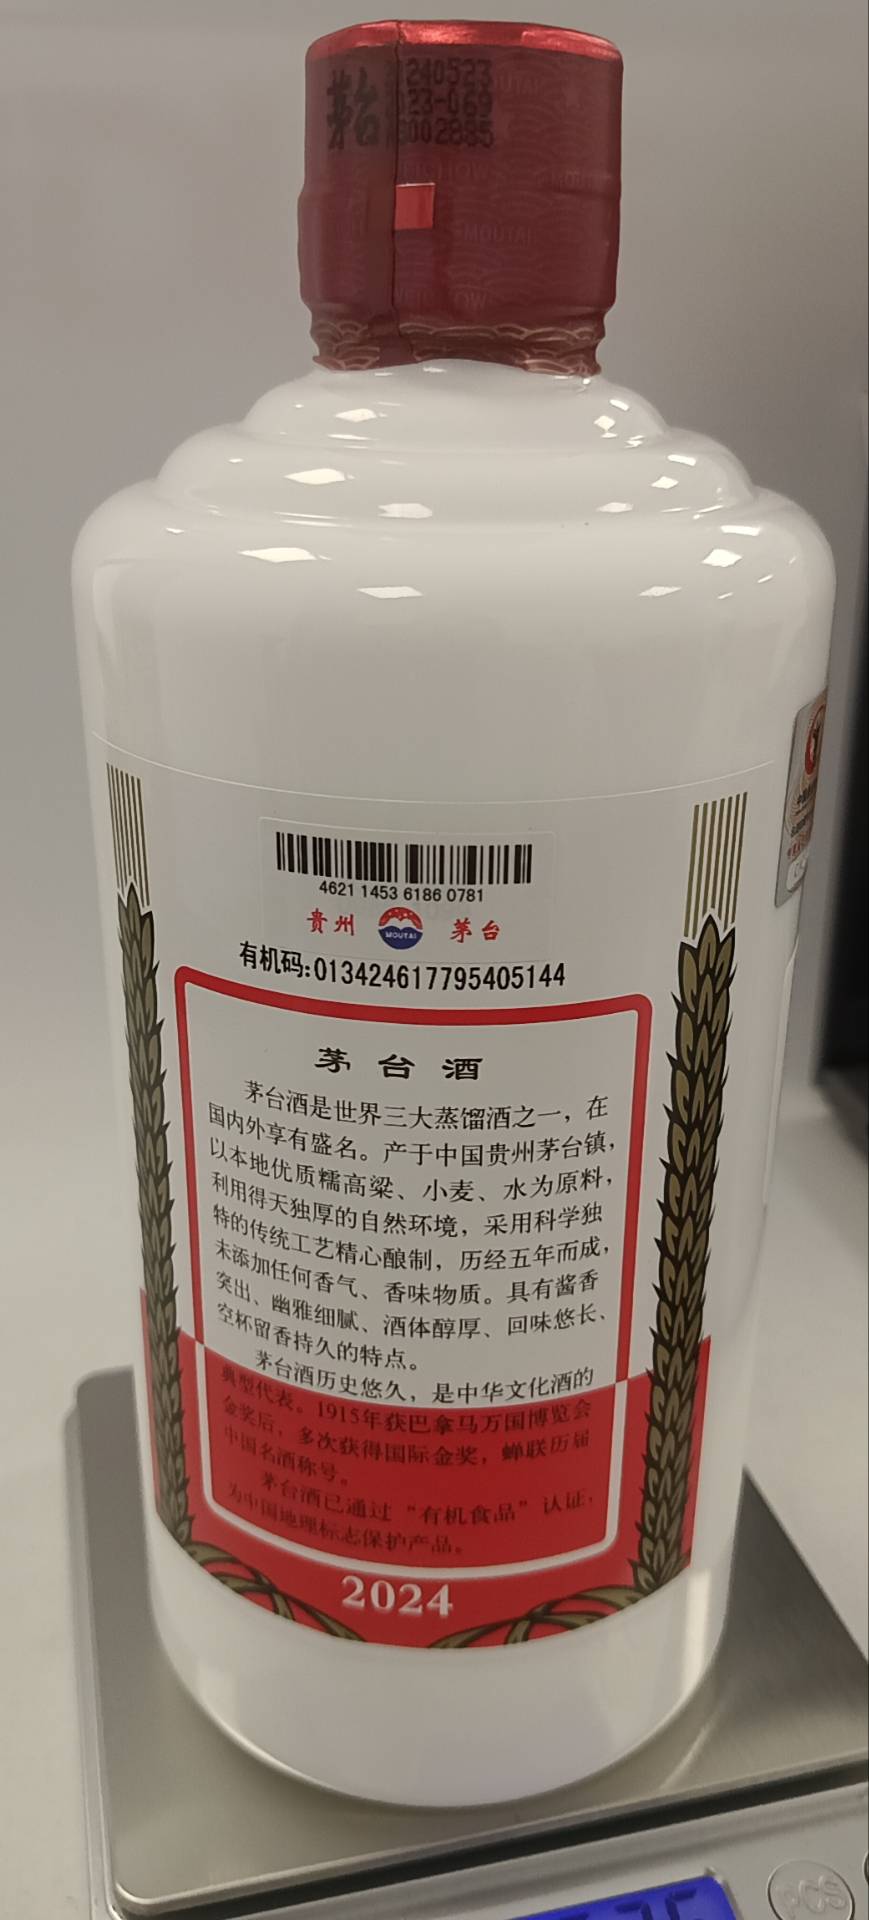 茅台
20240523
2023-069
002885
MOUTAI
4621 1453 6186 0781
贵州 MOUTAI 茅台
有机码:013424617795405144
茅台酒
茅台酒是世界三大蒸馏酒之一，在
国内外享有盛名。产于中国贵州茅台镇，
以本地优质糯高粱、小麦、水为原料，
利用得天独厚的自然环境，采用科学独
特的传统工艺精心酿制，历经五年而成，
未添加任何香气、香味物质。具有酱香
突出、幽雅细腻、酒体醇厚、回味悠长、
空杯留香持久的特点。
茅台酒历史悠久，是中华文化酒的
典型代表。1915年获巴拿马万国博览会
金奖后，多次获得国际金奖，蝉联历届
中国名酒称号。
茅台酒已通过“有机食品”认证，
为中国地理标志保护产品。
2024
PCS